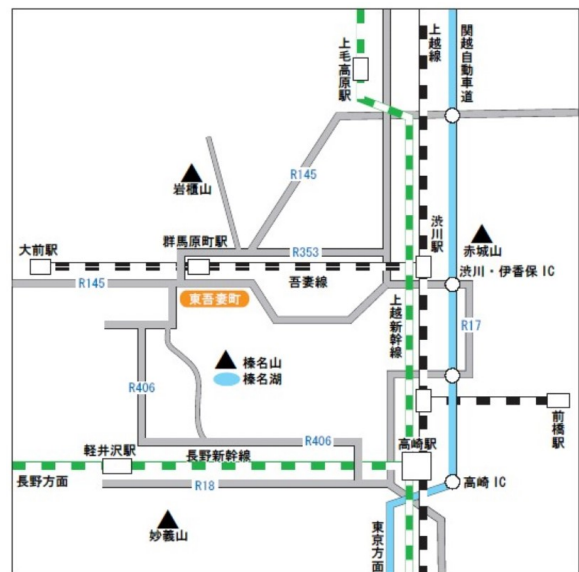 上毛高原駅
上越線
関越自動車道
R145
岩櫃山
大前駅
群馬原町駅
R353
渋川駅
赤城山
吾妻線
渋川・伊香保 IC
R145
東吾妻町
上越新幹線
R17
榛名山
榛名湖
R406
前橋駅
軽井沢駅
R406
高崎駅
長野新幹線
長野方面
R18
高崎 IC
妙義山
東京方面